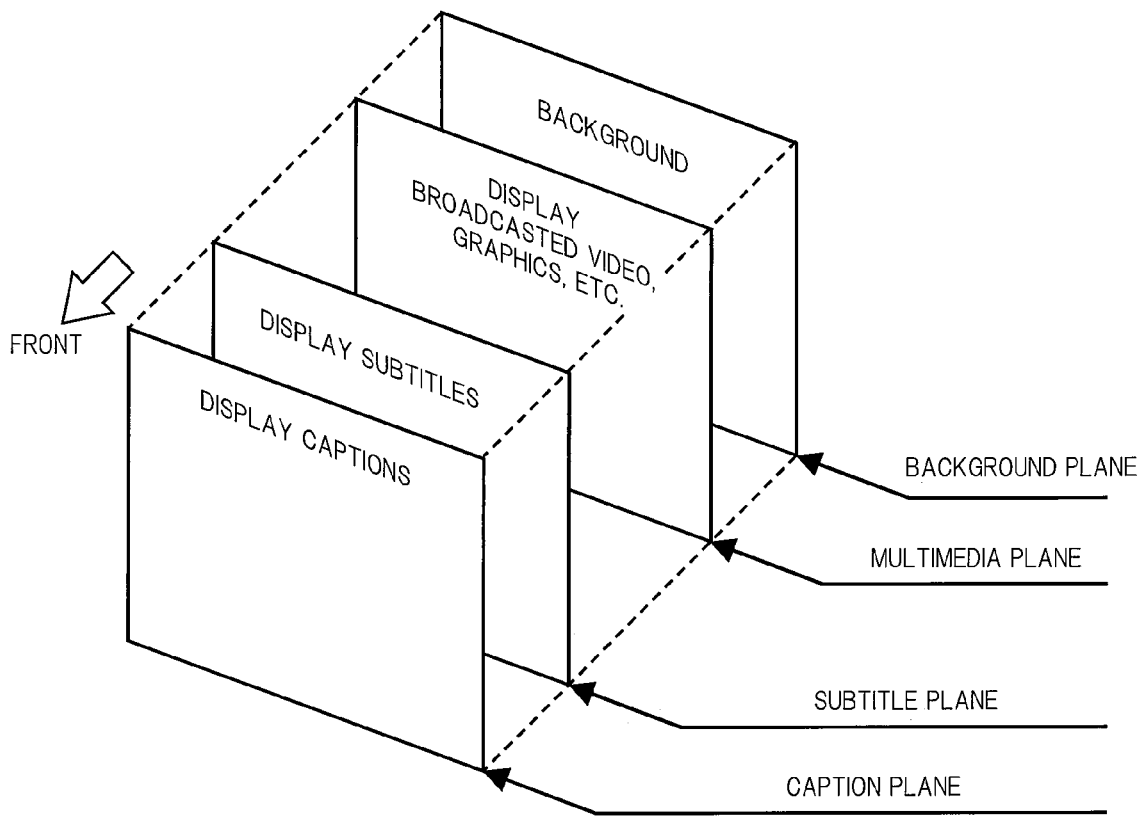 BACKGROUND
DISPLAY
BROADCASTED VIDEO,
GRAPHICS, ETC.
FRONT
DISPLAY SUBTITLES
DISPLAY CAPTIONS
BACKGROUND PLANE
MULTIMEDIA PLANE
SUBTITLE PLANE
CAPTION PLANE